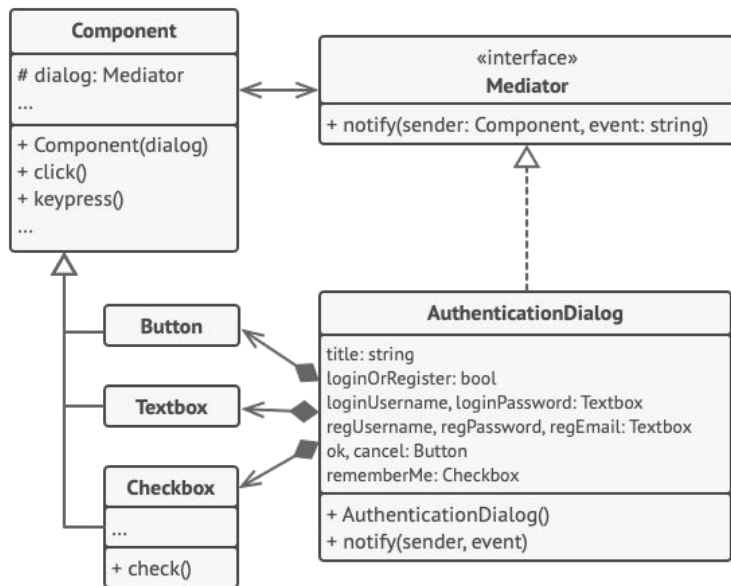 Component
# dialog: Mediator
...
+ Component(dialog)
+ click()
+ keypress()
...
«interface»
Mediator
+ notify(sender: Component, event: string)
Button
Textbox
Checkbox
...
+ check()
AuthenticationDialog
title: string
loginOrRegister: bool
loginUsername, loginPassword: Textbox
regUsername, regPassword, regEmail: Textbox
ok, cancel: Button
rememberMe: Checkbox
+ AuthenticationDialog()
+ notify(sender, event)